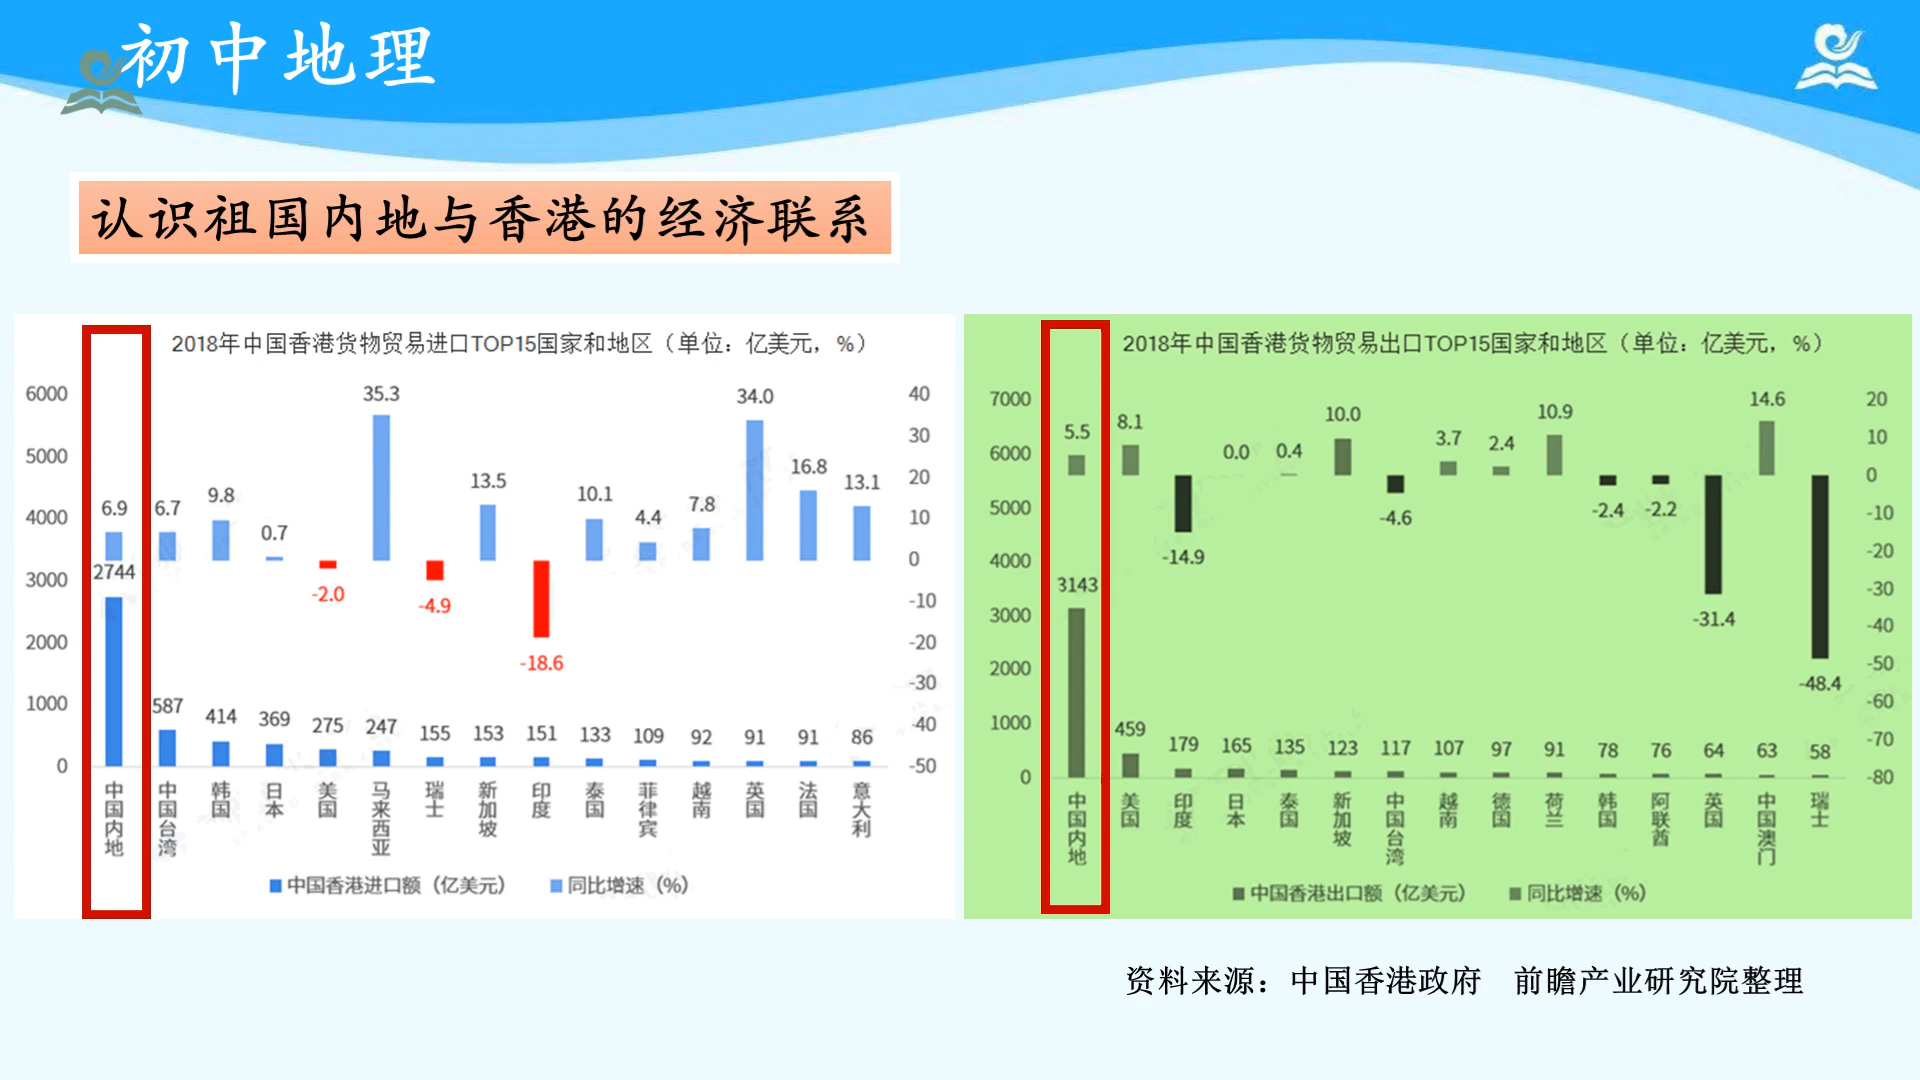 初中地理
认识祖国内地与香港的经济联系
2018年中国香港货物贸易进口TOP15国家和地区（单位：亿美元，%）
6000
5000
4000
3000
2000
1000
0
40
30
20
10
0
-10
-20
-30
-40
-50
6.9 6.7 9.8 0.7 -2.0 35.3 -4.9 13.5 -18.6 10.1 4.4 7.8 34.0 16.8 13.1
2744 587 414 369 275 247 155 153 151 133 109 92 91 91 86
中国内地 中国台湾 韩国 日本 美国 马来西亚 瑞士 新加坡 印度 泰国 菲律宾 越南 英国 法国 意大利
中国香港进口额（亿美元） 同比增速（%）
2018年中国香港货物贸易出口TOP15国家和地区（单位：亿美元，%）
7000
6000
5000
4000
3000
2000
1000
0
20
10
0
-10
-20
-30
-40
-50
-60
-70
-80
5.5 8.1 -14.9 0.0 0.4 10.0 -4.6 3.7 2.4 10.9 -2.4 -2.2 -31.4 14.6 -48.4
3143 459 179 165 135 123 117 107 97 91 78 76 64 63 58
中国内地 美国 印度 日本 泰国 新加坡 中国台湾 越南 德国 荷兰 韩国 阿联酋 英国 中国澳门 瑞士
中国香港出口额（亿美元） 同比增速（%）
资料来源：中国香港政府 前瞻产业研究院整理